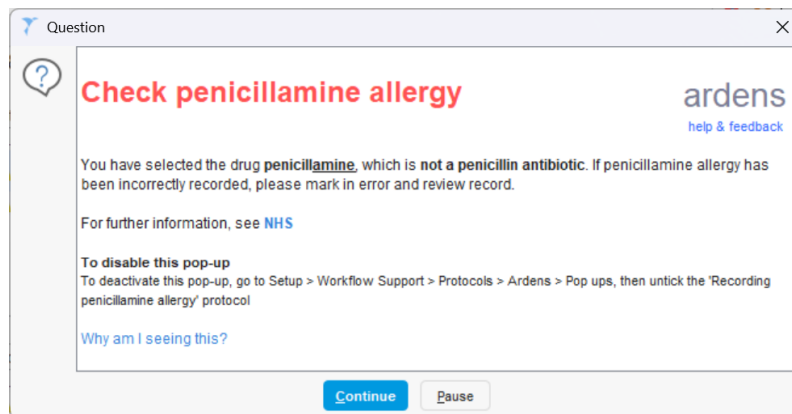 Question
Check penicillamine allergy
ardens
help & feedback
You have selected the drug penicillamine, which is not a penicillin antibiotic. If penicillamine allergy has
been incorrectly recorded, please mark in error and review record.
For further information, see NHS
To disable this pop-up
To deactivate this pop-up, go to Setup > Workflow Support > Protocols > Ardens > Pop ups, then untick the 'Recording
penicillamine allergy' protocol
Why am I seeing this?
Continue
Pause